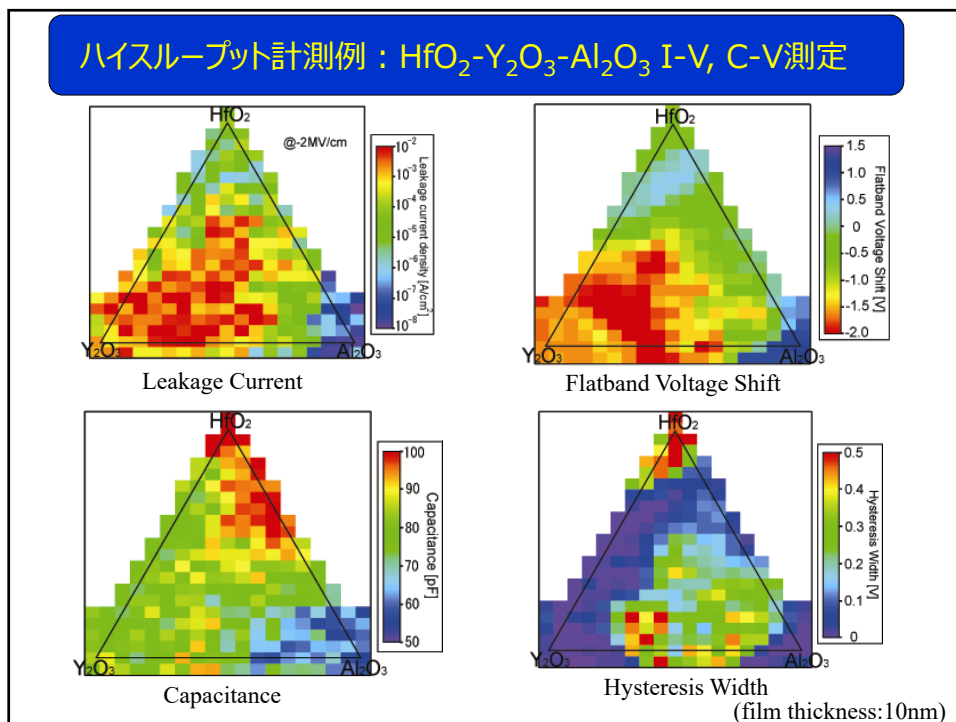 ハイスループット計測例：HfO₂-Y₂O₃-Al₂O₃ I-V, C-V測定
HfO₂
@-2MV/cm
10⁻²
10⁻³
10⁻⁴
10⁻⁵
10⁻⁶
10⁻⁷
10⁻⁸
Leakage current density [A/cm²]
Y₂O₃
Al₂O₃
Leakage Current
HfO₂
1.5
1.0
0.5
0
-0.5
-1.0
-1.5
-2.0
Flatband Voltage Shift [V]
Y₂O₃
Al₂O₃
Flatband Voltage Shift
HfO₂
100
90
80
70
60
50
Capacitance [pF]
Y₂O₃
Al₂O₃
Capacitance
HfO₂
0.5
0.4
0.3
0.2
0.1
0
Hysteresis Width [V]
Y₂O₃
Al₂O₃
Hysteresis Width
(film thickness:10nm)